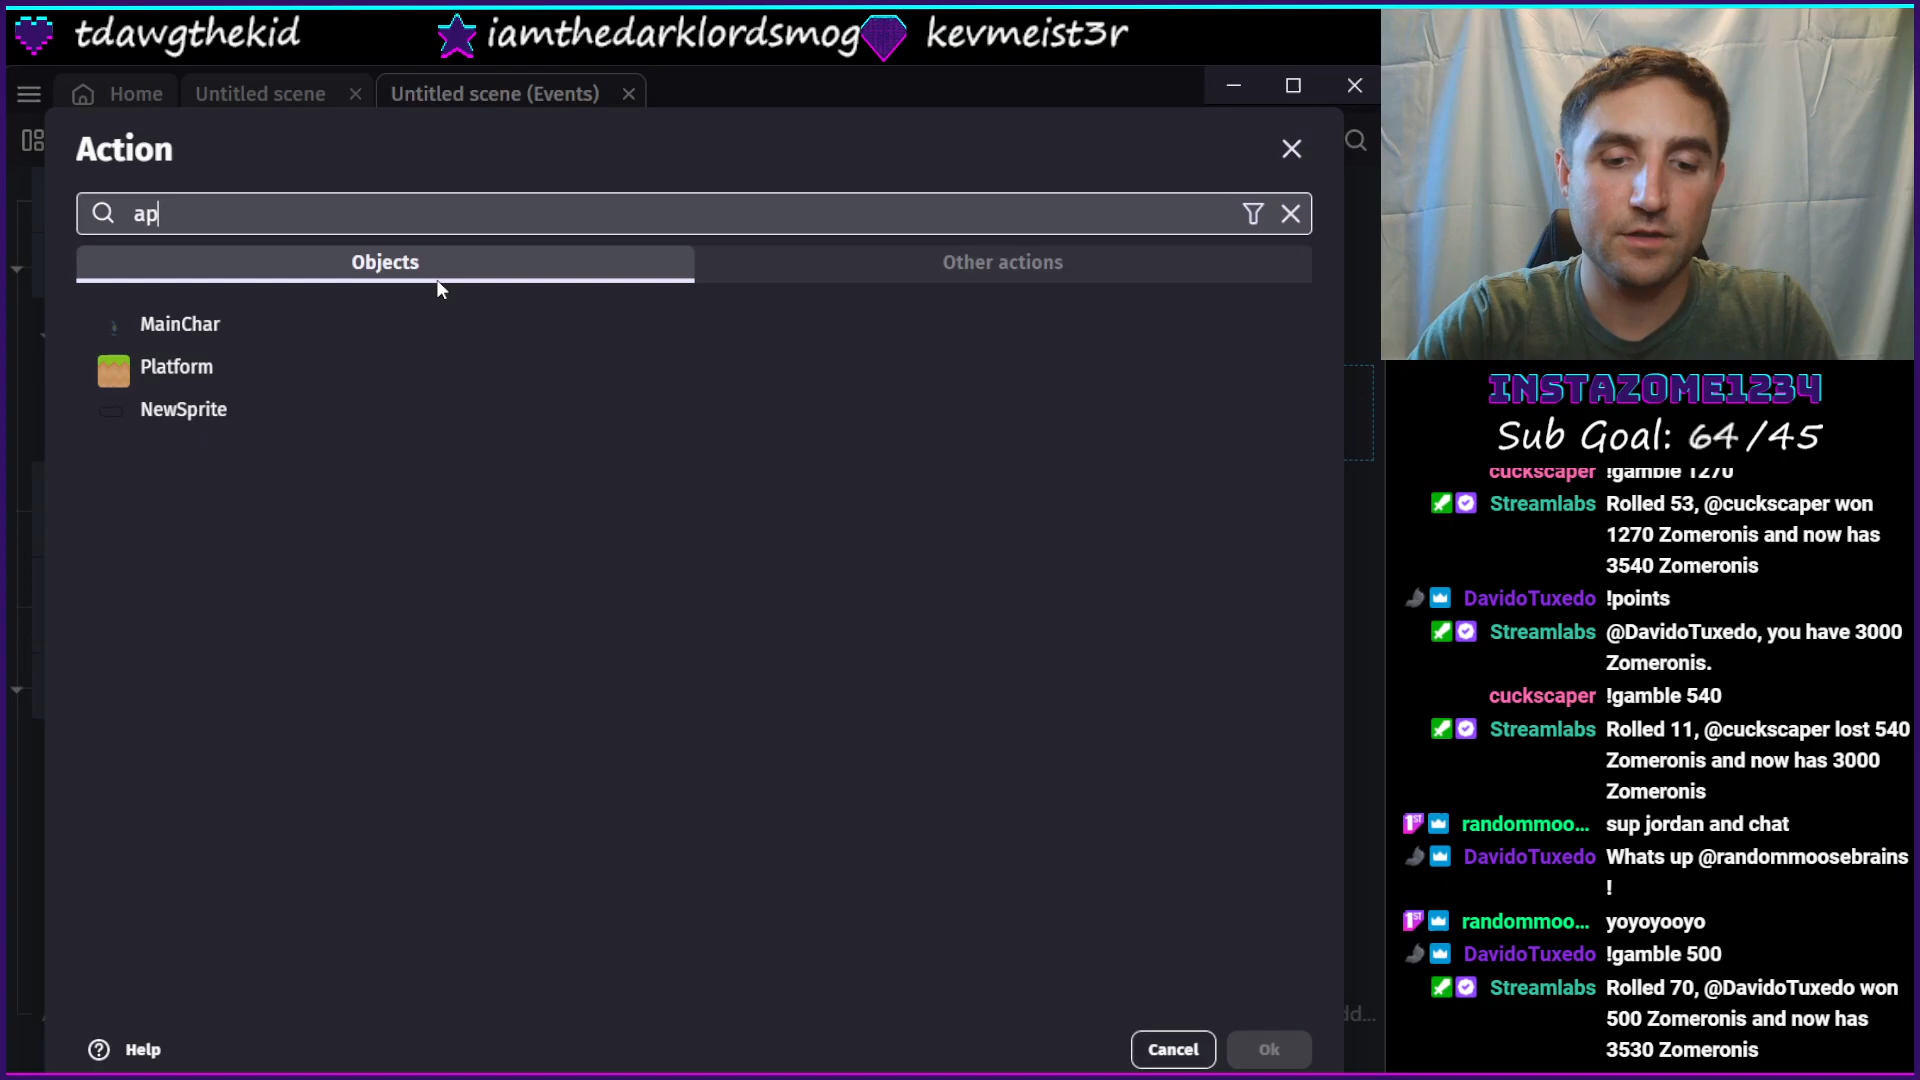 tdawgthekid iamthedarklordsmog kevmeist3r
Home Untitled scene Untitled scene (Events)
Action
ap
Objects Other actions
MainChar
Platform
NewSprite
Help Cancel Ok
dd...
INSTAZOME1234
Sub Goal: 64/45
cuckscaper !gamble 1270
Streamlabs Rolled 53, @cuckscaper won
1270 Zomeronis and now has
3540 Zomeronis
DavidoTuxedo !points
Streamlabs @DavidoTuxedo, you have 3000
Zomeronis.
cuckscaper !gamble 540
Streamlabs Rolled 11, @cuckscaper lost 540
Zomeronis and now has 3000
Zomeronis
1ST randommoo... sup jordan and chat
DavidoTuxedo Whats up @randommoosebrains
!
1ST randommoo... yoyoyooyo
DavidoTuxedo !gamble 500
Streamlabs Rolled 70, @DavidoTuxedo won
500 Zomeronis and now has
3530 Zomeronis